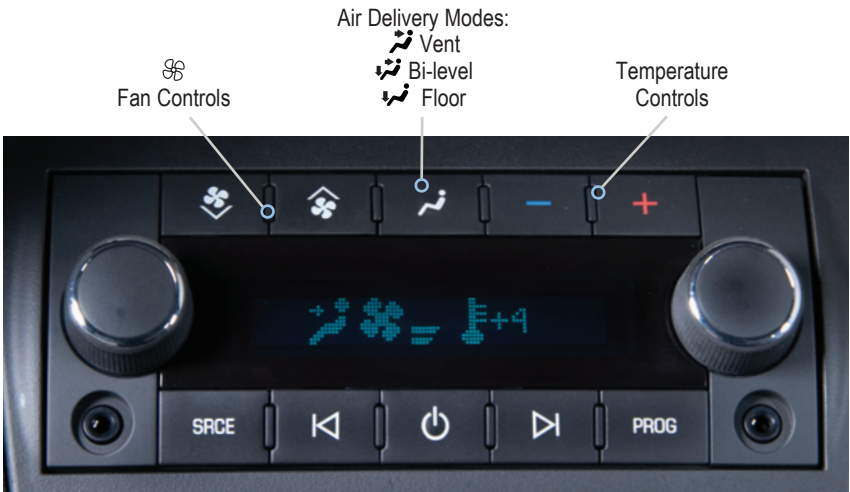 Air Delivery Modes:
Vent
Bi-level
Floor
Fan Controls
Temperature
Controls
− +
+4
SRCE
PROG